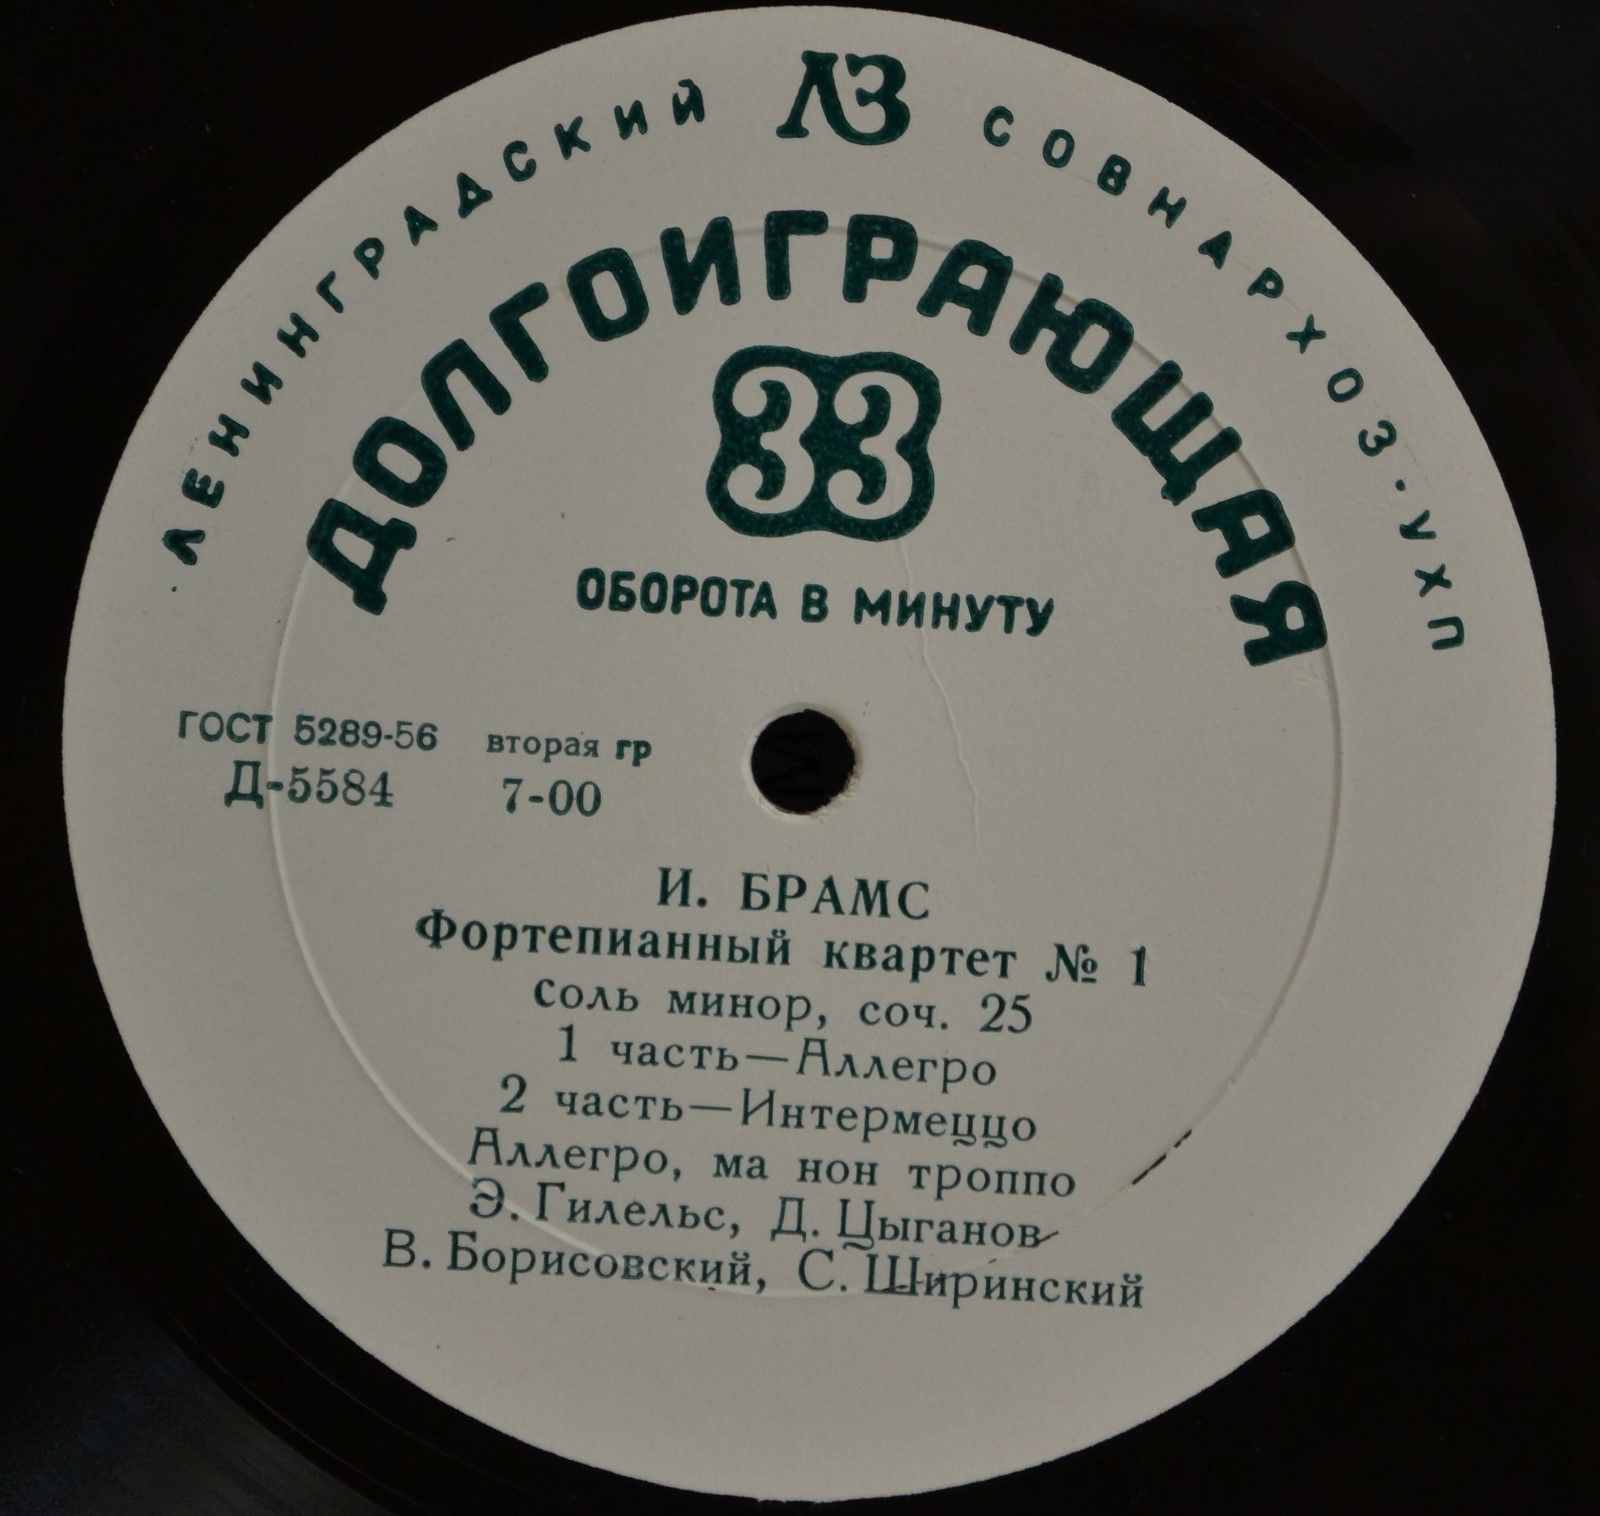 ЛЕНИНГРАДСКИЙ ЛЗ СОВНАРХОЗ·УХП
ДОЛГОИГРАЮЩАЯ
33
ОБОРОТА В МИНУТУ
ГОСТ 5289-56 вторая гр
Д-5584 7-00
И. БРАМС
Фортепианный квартет № 1
соль минор, соч. 25
1 часть—Аллегро
2 часть—Интермеццо
Аллегро, ма нон троппо
Э. Гилельс, Д. Цыганов
В. Борисовский, С. Ширинский